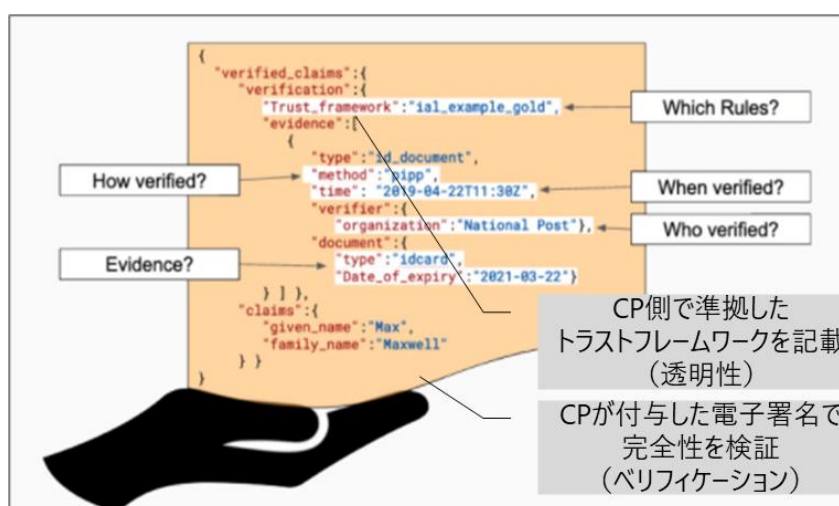 {
"verified_claims":{
"verification":{
"Trust_framework":"ial_example_gold",
Which Rules?
"evidence":[
{
"type":"id_document",
How verified?
"method":"pipp",
"time": "2019-04-22T11:30Z",
When verified?
"verifier":{
"organization":"National Post"},
Who verified?
"document":{
Evidence?
"type":"idcard",
"Date_of_expiry":"2021-03-22"}
} ] },
"claims":{
"given_name":"Max",
"family_name":"Maxwell"
} }
}
CP側で準拠した
トラストフレームワークを記載
（透明性）
CPが付与した電子署名で
完全性を検証
（ベリフィケーション）